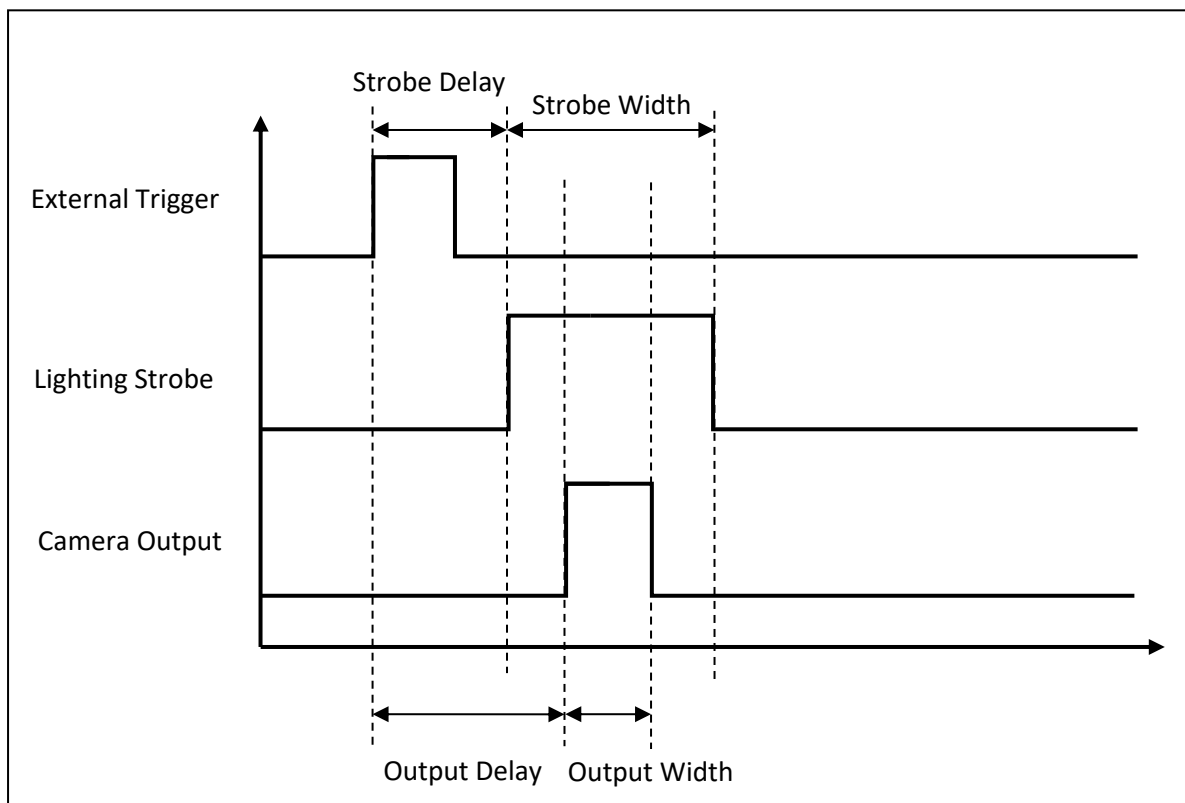 Strobe Delay
Strobe Width
External Trigger
Lighting Strobe
Camera Output
Output Delay
Output Width